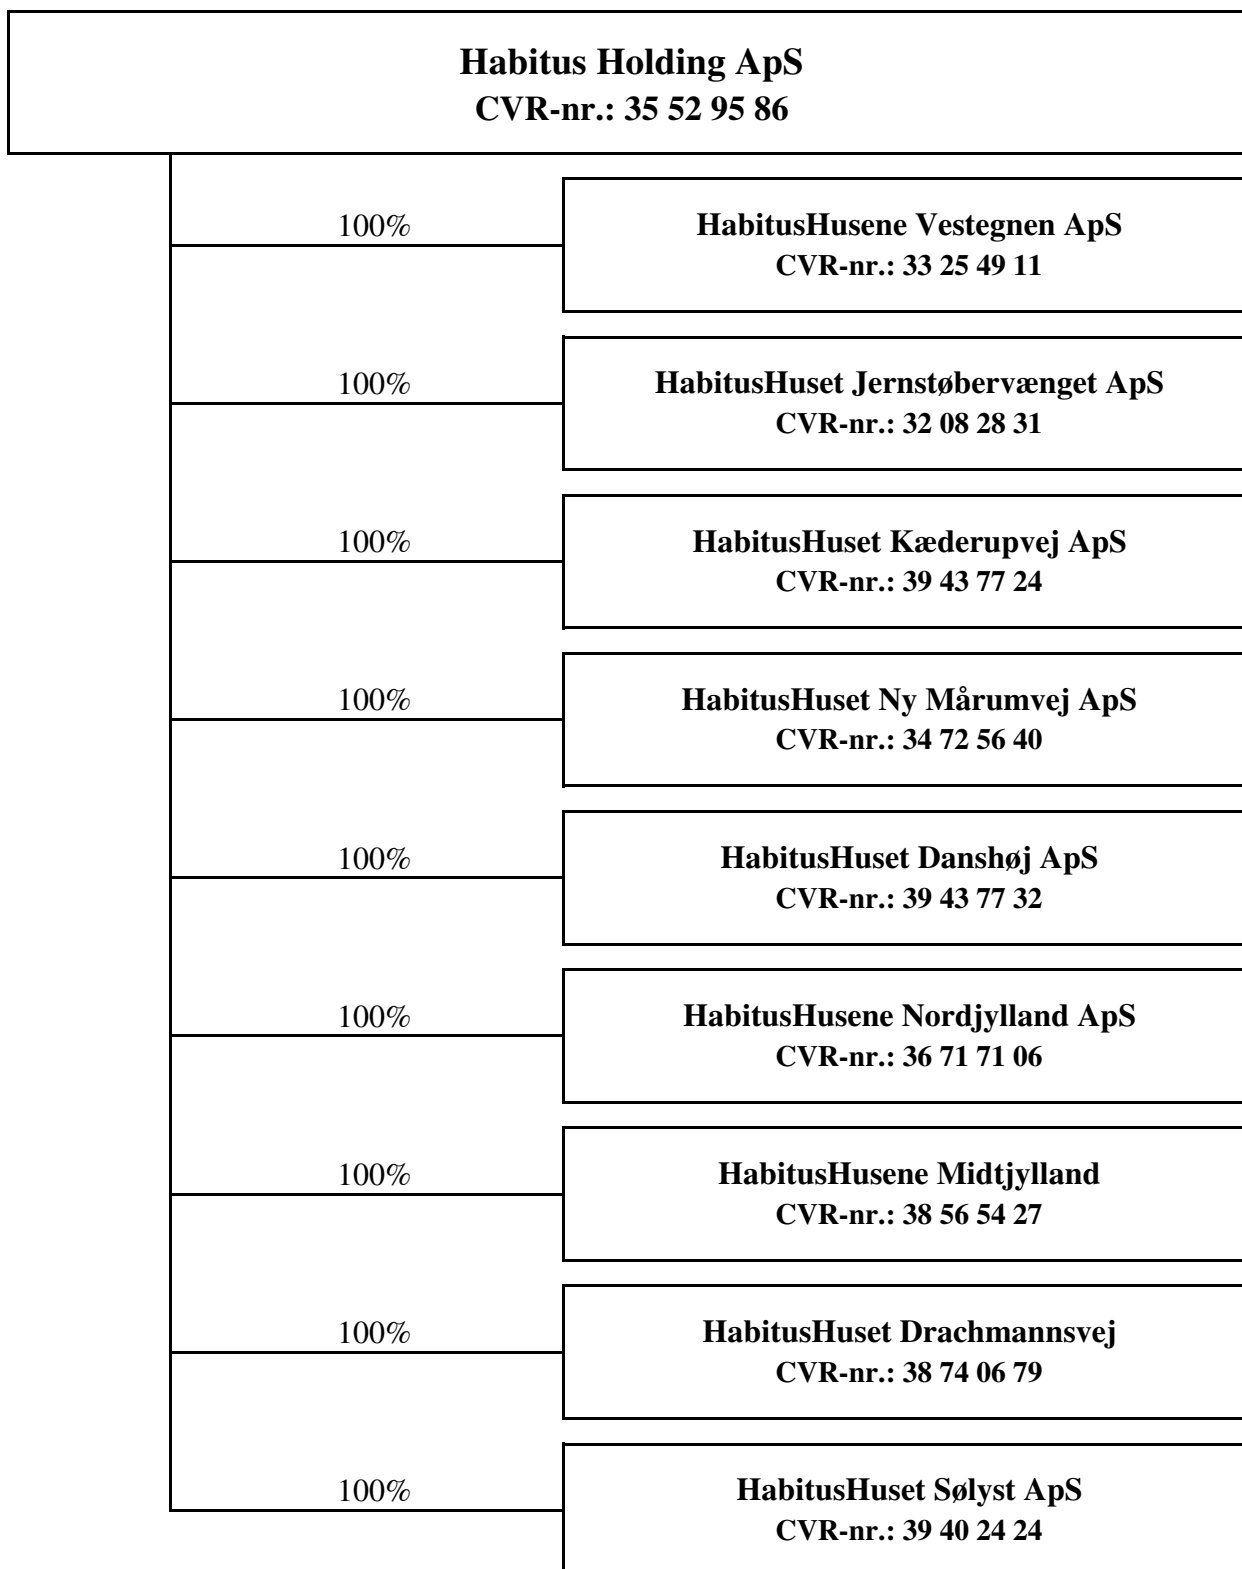 Habitus Holding ApS
CVR-nr.: 35 52 95 86
100%
HabitusHusene Vestegnen ApS
CVR-nr.: 33 25 49 11
100%
HabitusHuset Jernstøbervænget ApS
CVR-nr.: 32 08 28 31
100%
HabitusHuset Kæderupvej ApS
CVR-nr.: 39 43 77 24
100%
HabitusHuset Ny Mårumvej ApS
CVR-nr.: 34 72 56 40
100%
HabitusHuset Danshøj ApS
CVR-nr.: 39 43 77 32
100%
HabitusHusene Nordjylland ApS
CVR-nr.: 36 71 71 06
100%
HabitusHusene Midtjylland
CVR-nr.: 38 56 54 27
100%
HabitusHuset Drachmannsvej
CVR-nr.: 38 74 06 79
100%
HabitusHuset Sølyst ApS
CVR-nr.: 39 40 24 24